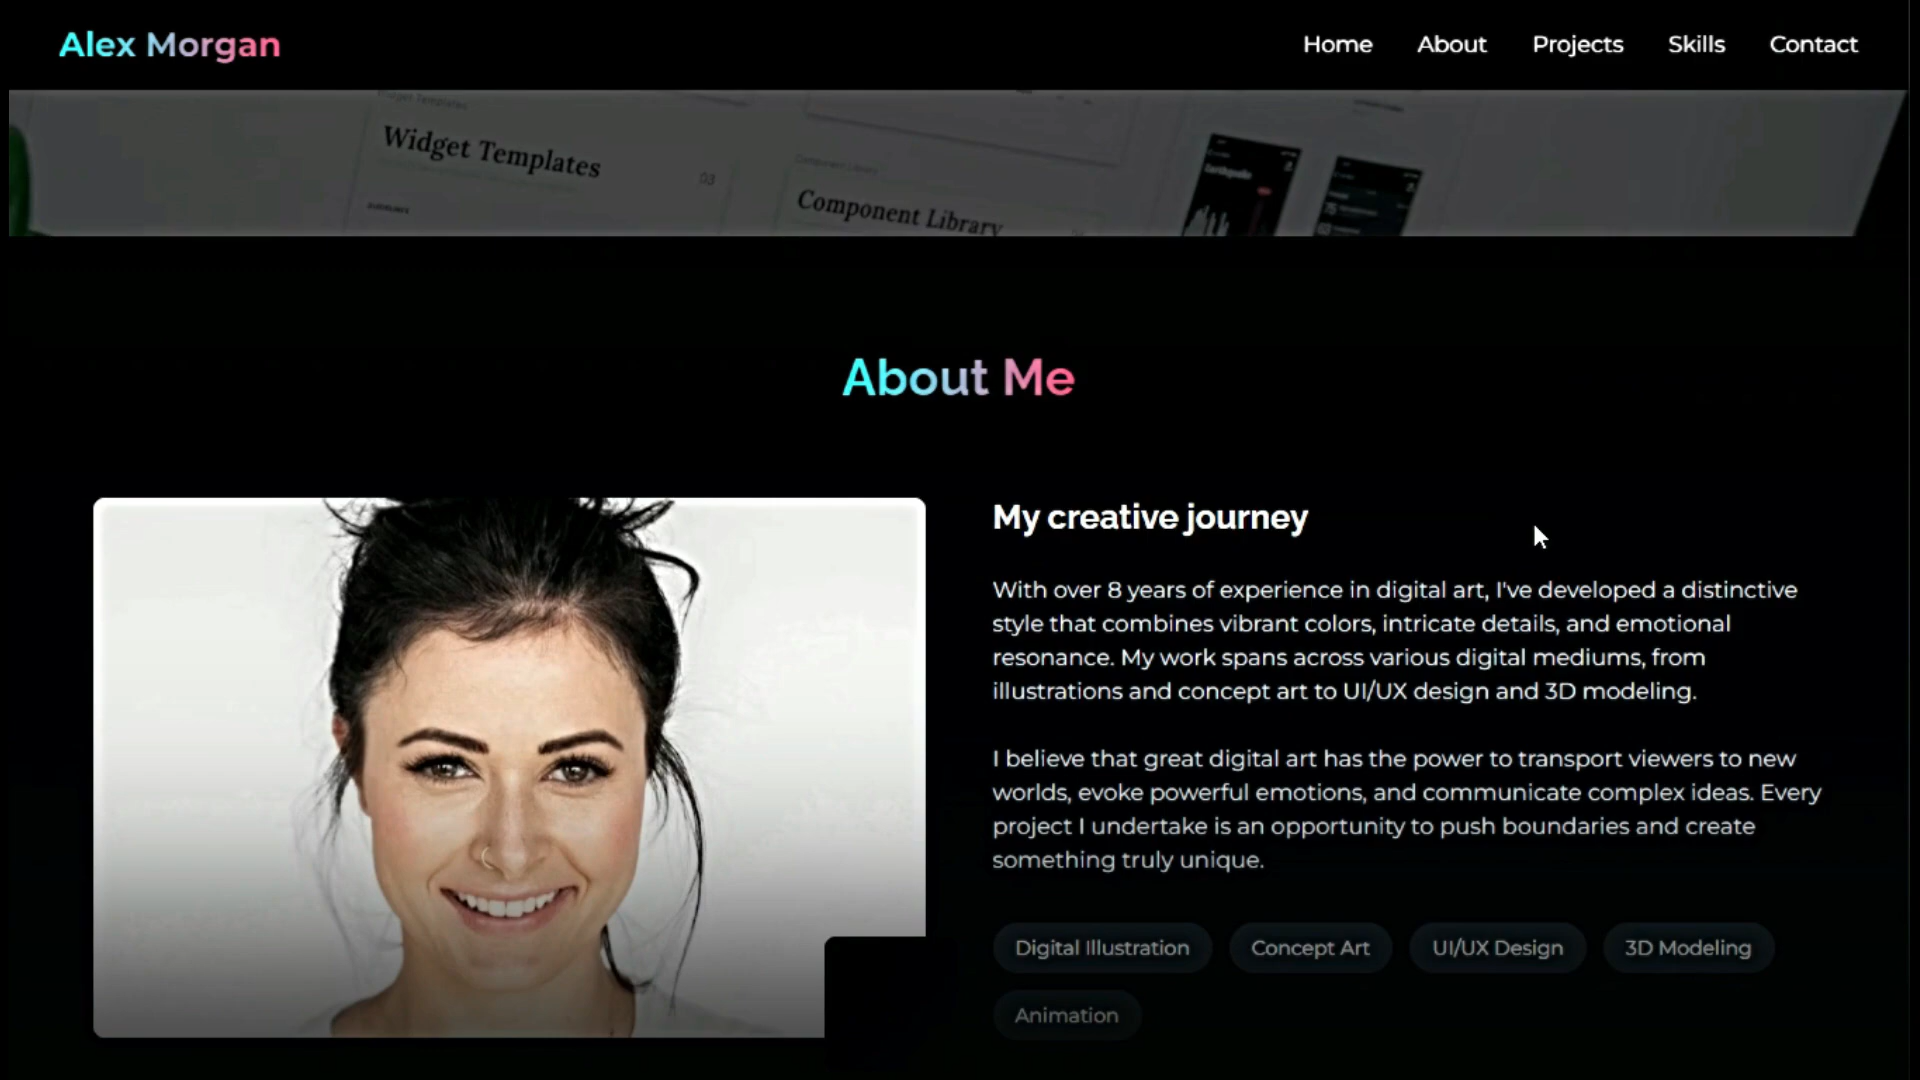 Alex Morgan
Home About Projects Skills Contact
Widget Templates
03
Component Library
About Me
My creative journey
With over 8 years of experience in digital art, I've developed a distinctive
style that combines vibrant colors, intricate details, and emotional
resonance. My work spans across various digital mediums, from
illustrations and concept art to UI/UX design and 3D modeling.
I believe that great digital art has the power to transport viewers to new
worlds, evoke powerful emotions, and communicate complex ideas. Every
project I undertake is an opportunity to push boundaries and create
something truly unique.
Digital Illustration Concept Art UI/UX Design 3D Modeling
Animation